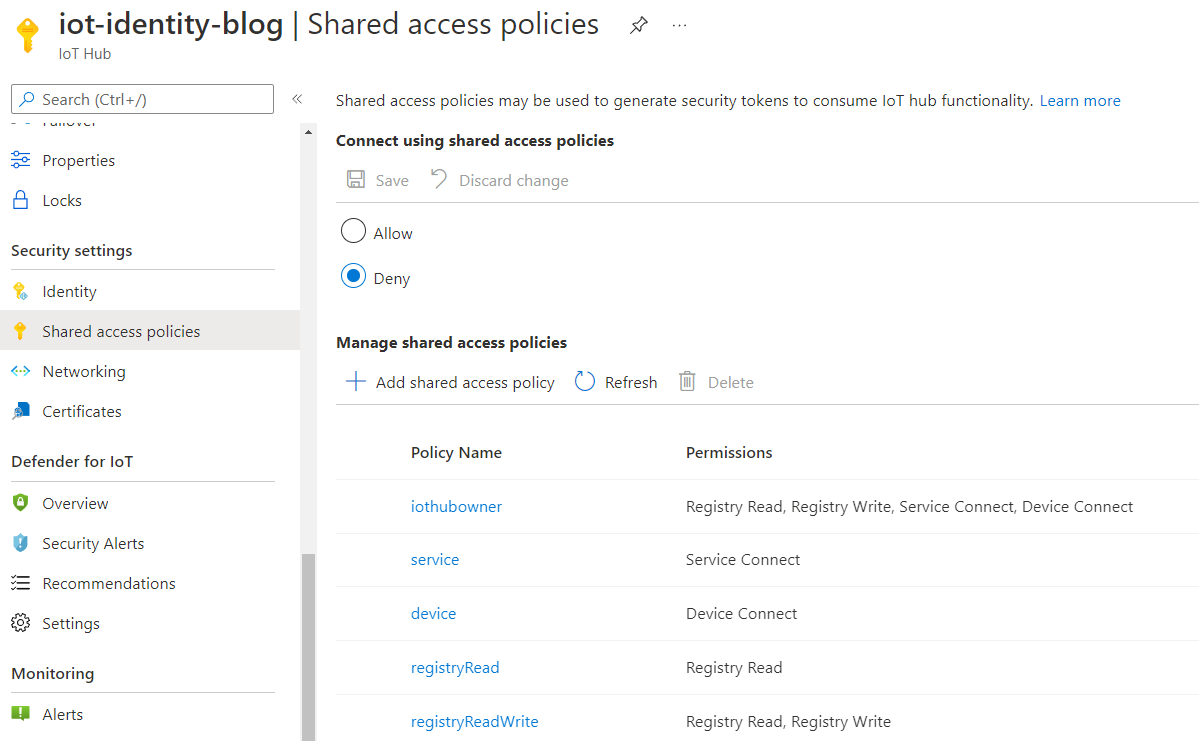 iot-identity-blog | Shared access policies ...
IoT Hub
Search (Ctrl+/)
«
Failover
Properties
Locks
Security settings
Identity
Shared access policies
Networking
Certificates
Defender for IoT
Overview
Security Alerts
Recommendations
Settings
Monitoring
Alerts
Shared access policies may be used to generate security tokens to consume IoT hub functionality. Learn more
Connect using shared access policies
Save Discard change
Allow
Deny
Manage shared access policies
Add shared access policy Refresh Delete
Policy Name Permissions
iothubowner Registry Read, Registry Write, Service Connect, Device Connect
service Service Connect
device Device Connect
registryRead Registry Read
registryReadWrite Registry Read, Registry Write